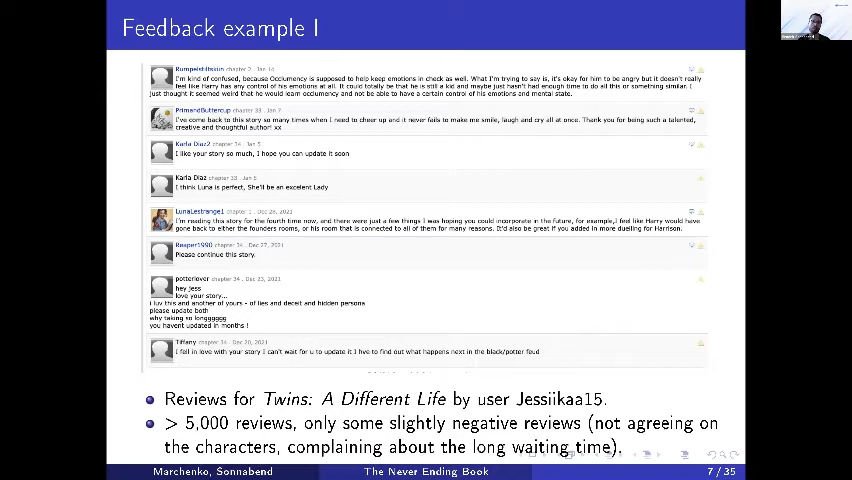 Feedback example I
Rumpelstiltskiin chapter 2 . Jan 14
I'm kind of confused, because Occlumency is supposed to help keep emotions in check as well. What I'm trying to say is, it's okay for him to be angry but it doesn't really
feel like Harry has any control of his emotions at all. It could totally be that he is still a kid and maybe just hasn't had enough time to do all this or something similar. I
just thought it seemed weird that he would learn occlumency and not be able to have a certain control of his emotions and mental state.
PrimandButtercup chapter 33 . Jan 7
I've come back to this story so many times when I need to cheer up and it never fails to make me smile, laugh and cry all at once. Thank you for being such a talented,
creative and thoughtful author! xx
Karla Diaz2 chapter 34 . Jan 5
I like your story so much, I hope you can update it soon
Karla Diaz chapter 33 . Jan 5
I think Luna is perfect, She'll be an excelent Lady
LunaLestrange1 chapter 1 . Dec 28, 2021
I'm reading this story for the fourth time now, and there were just a few things I was hoping you could incorporate in the future, for example,I feel like Harry would have
gone back to either the founders rooms, or his room that is connected to all of them for many reasons. It'd also be great if you added in more duelling for Harrison.
Reaper1990 chapter 34 . Dec 27, 2021
Please continue this story.
potterlover chapter 34 . Dec 23, 2021
hey jess
love your story...
i luv this and another of yours - of lies and deceit and hidden persona
please update both
why taking so longggggg
you havent updated in months !
Tiffany chapter 34 . Dec 20, 2021
I fell in love with your story I can't wait for u to update it I hve to find out what happens next in the black/potter feud
Reviews for Twins: A Different Life by user Jessiikaa15.
> 5,000 reviews, only some slightly negative reviews (not agreeing on
the characters, complaining about the long waiting time).
Marchenko, Sonnabend The Never Ending Book 7 / 35